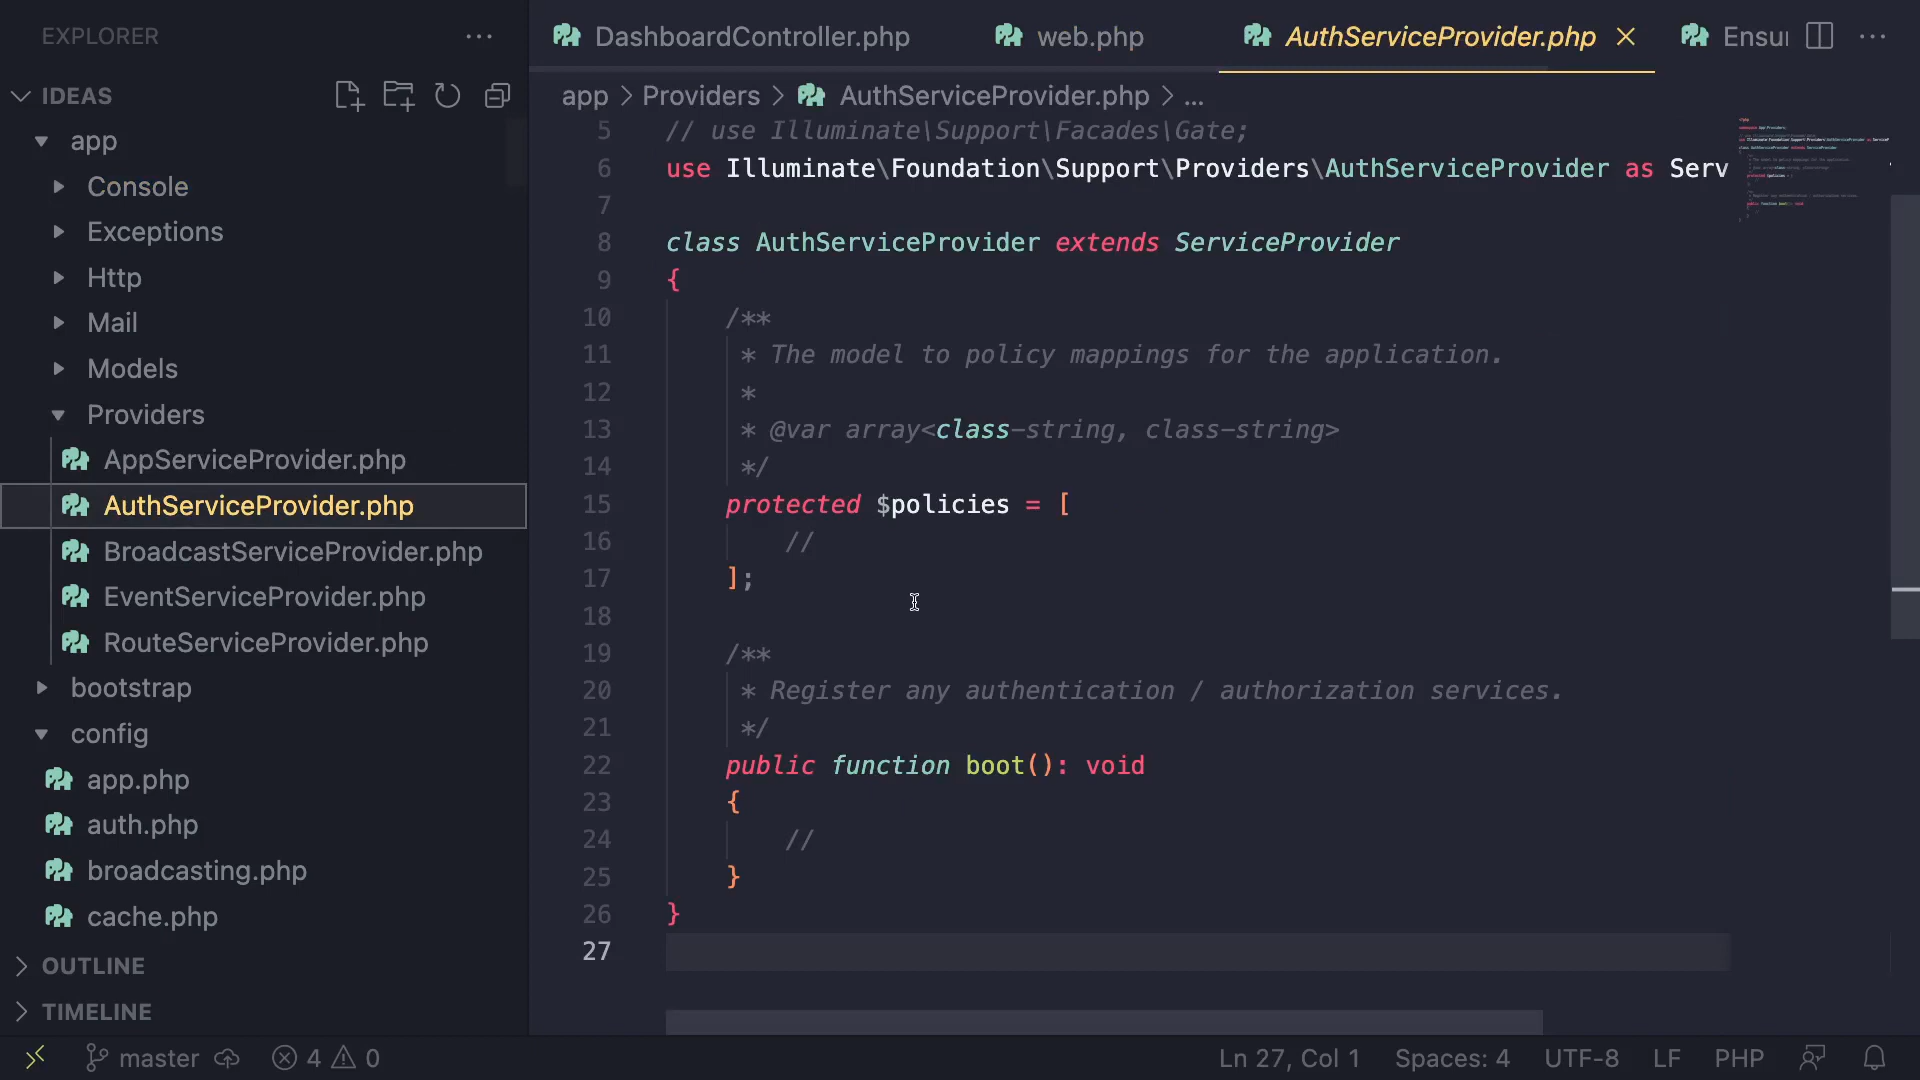 EXPLORER
IDEAS
app
Console
Exceptions
Http
Mail
Models
Providers
AppServiceProvider.php
AuthServiceProvider.php
BroadcastServiceProvider.php
EventServiceProvider.php
RouteServiceProvider.php
bootstrap
config
app.php
auth.php
broadcasting.php
cache.php
OUTLINE
TIMELINE
DashboardController.php web.php AuthServiceProvider.php Ensu
app > Providers > AuthServiceProvider.php > ...
5 // use Illuminate\Support\Facades\Gate;
6 use Illuminate\Foundation\Support\Providers\AuthServiceProvider as Serv
7
8 class AuthServiceProvider extends ServiceProvider
9 {
10 /**
11 * The model to policy mappings for the application.
12 *
13 * @var array<class-string, class-string>
14 */
15 protected $policies = [
16 //
17 ];
18
19 /**
20 * Register any authentication / authorization services.
21 */
22 public function boot(): void
23 {
24 //
25 }
26 }
27
master 4 0 Ln 27, Col 1 Spaces: 4 UTF-8 LF PHP